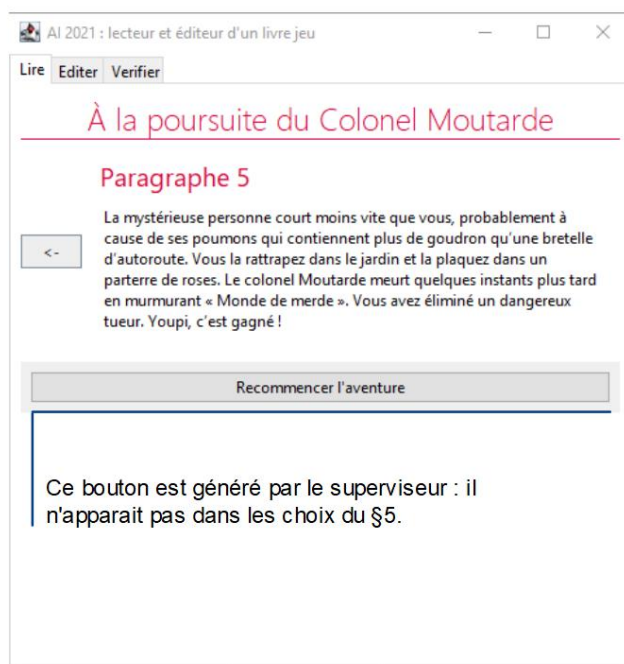 AI 2021 : lecteur et éditeur d'un livre jeu
Lire Editer Verifier
À la poursuite du Colonel Moutarde
Paragraphe 5
La mystérieuse personne court moins vite que vous, probablement à
<- cause de ses poumons qui contiennent plus de goudron qu'une bretelle
d'autoroute. Vous la rattrapez dans le jardin et la plaquez dans un
parterre de roses. Le colonel Moutarde meurt quelques instants plus tard
en murmurant « Monde de merde ». Vous avez éliminé un dangereux
tueur. Youpi, c'est gagné !
Recommencer l'aventure
Ce bouton est généré par le superviseur : il
n'apparait pas dans les choix du §5.